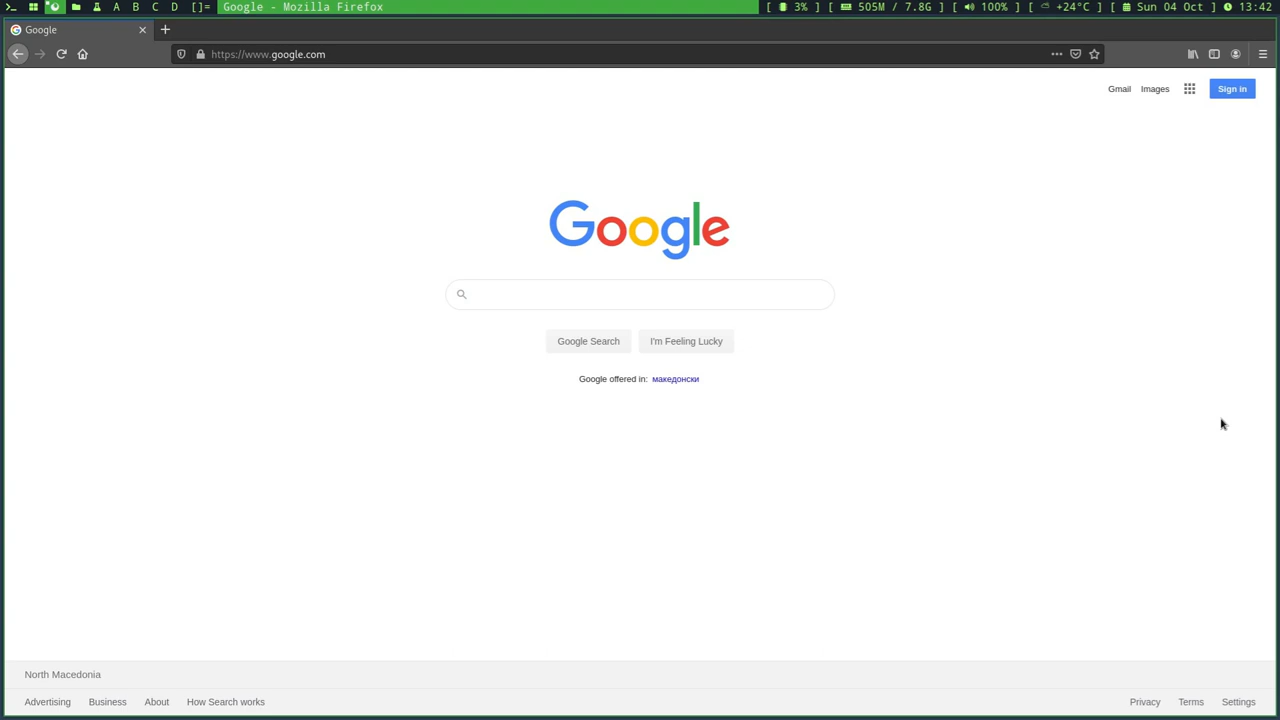 A B C D []= Google - Mozilla Firefox [ 3% ] [ 505M / 7.8G ] [ 100% ] [ +24°C ] [ Sun 04 Oct ] [ 13:42
Google
https://www.google.com
Gmail Images Sign in
Google
Google Search I'm Feeling Lucky
Google offered in: македонски
North Macedonia
Advertising Business About How Search works Privacy Terms Settings